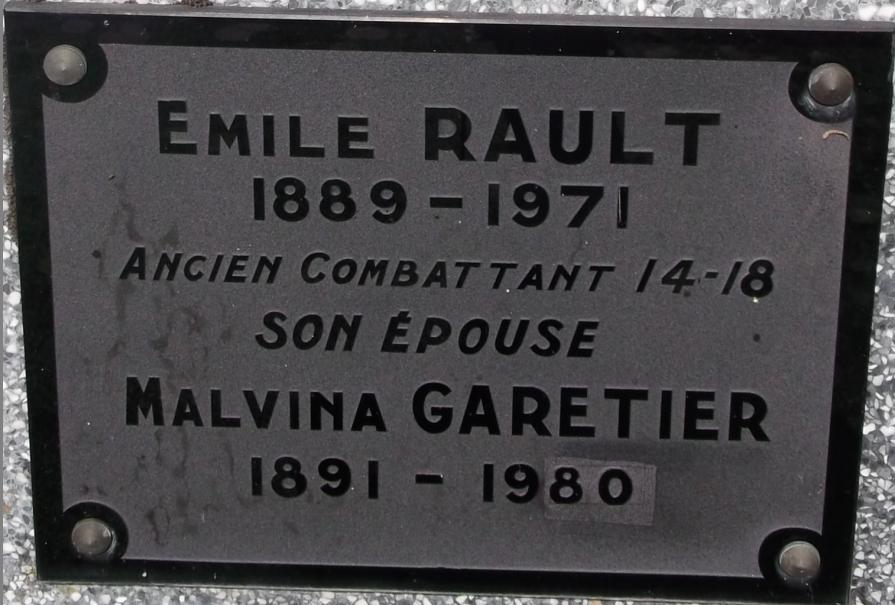 EMILE RAULT
1889 - 1971
ANCIEN COMBATTANT 14-18
SON ÉPOUSE
MALVINA GARETIER
1891 - 1980